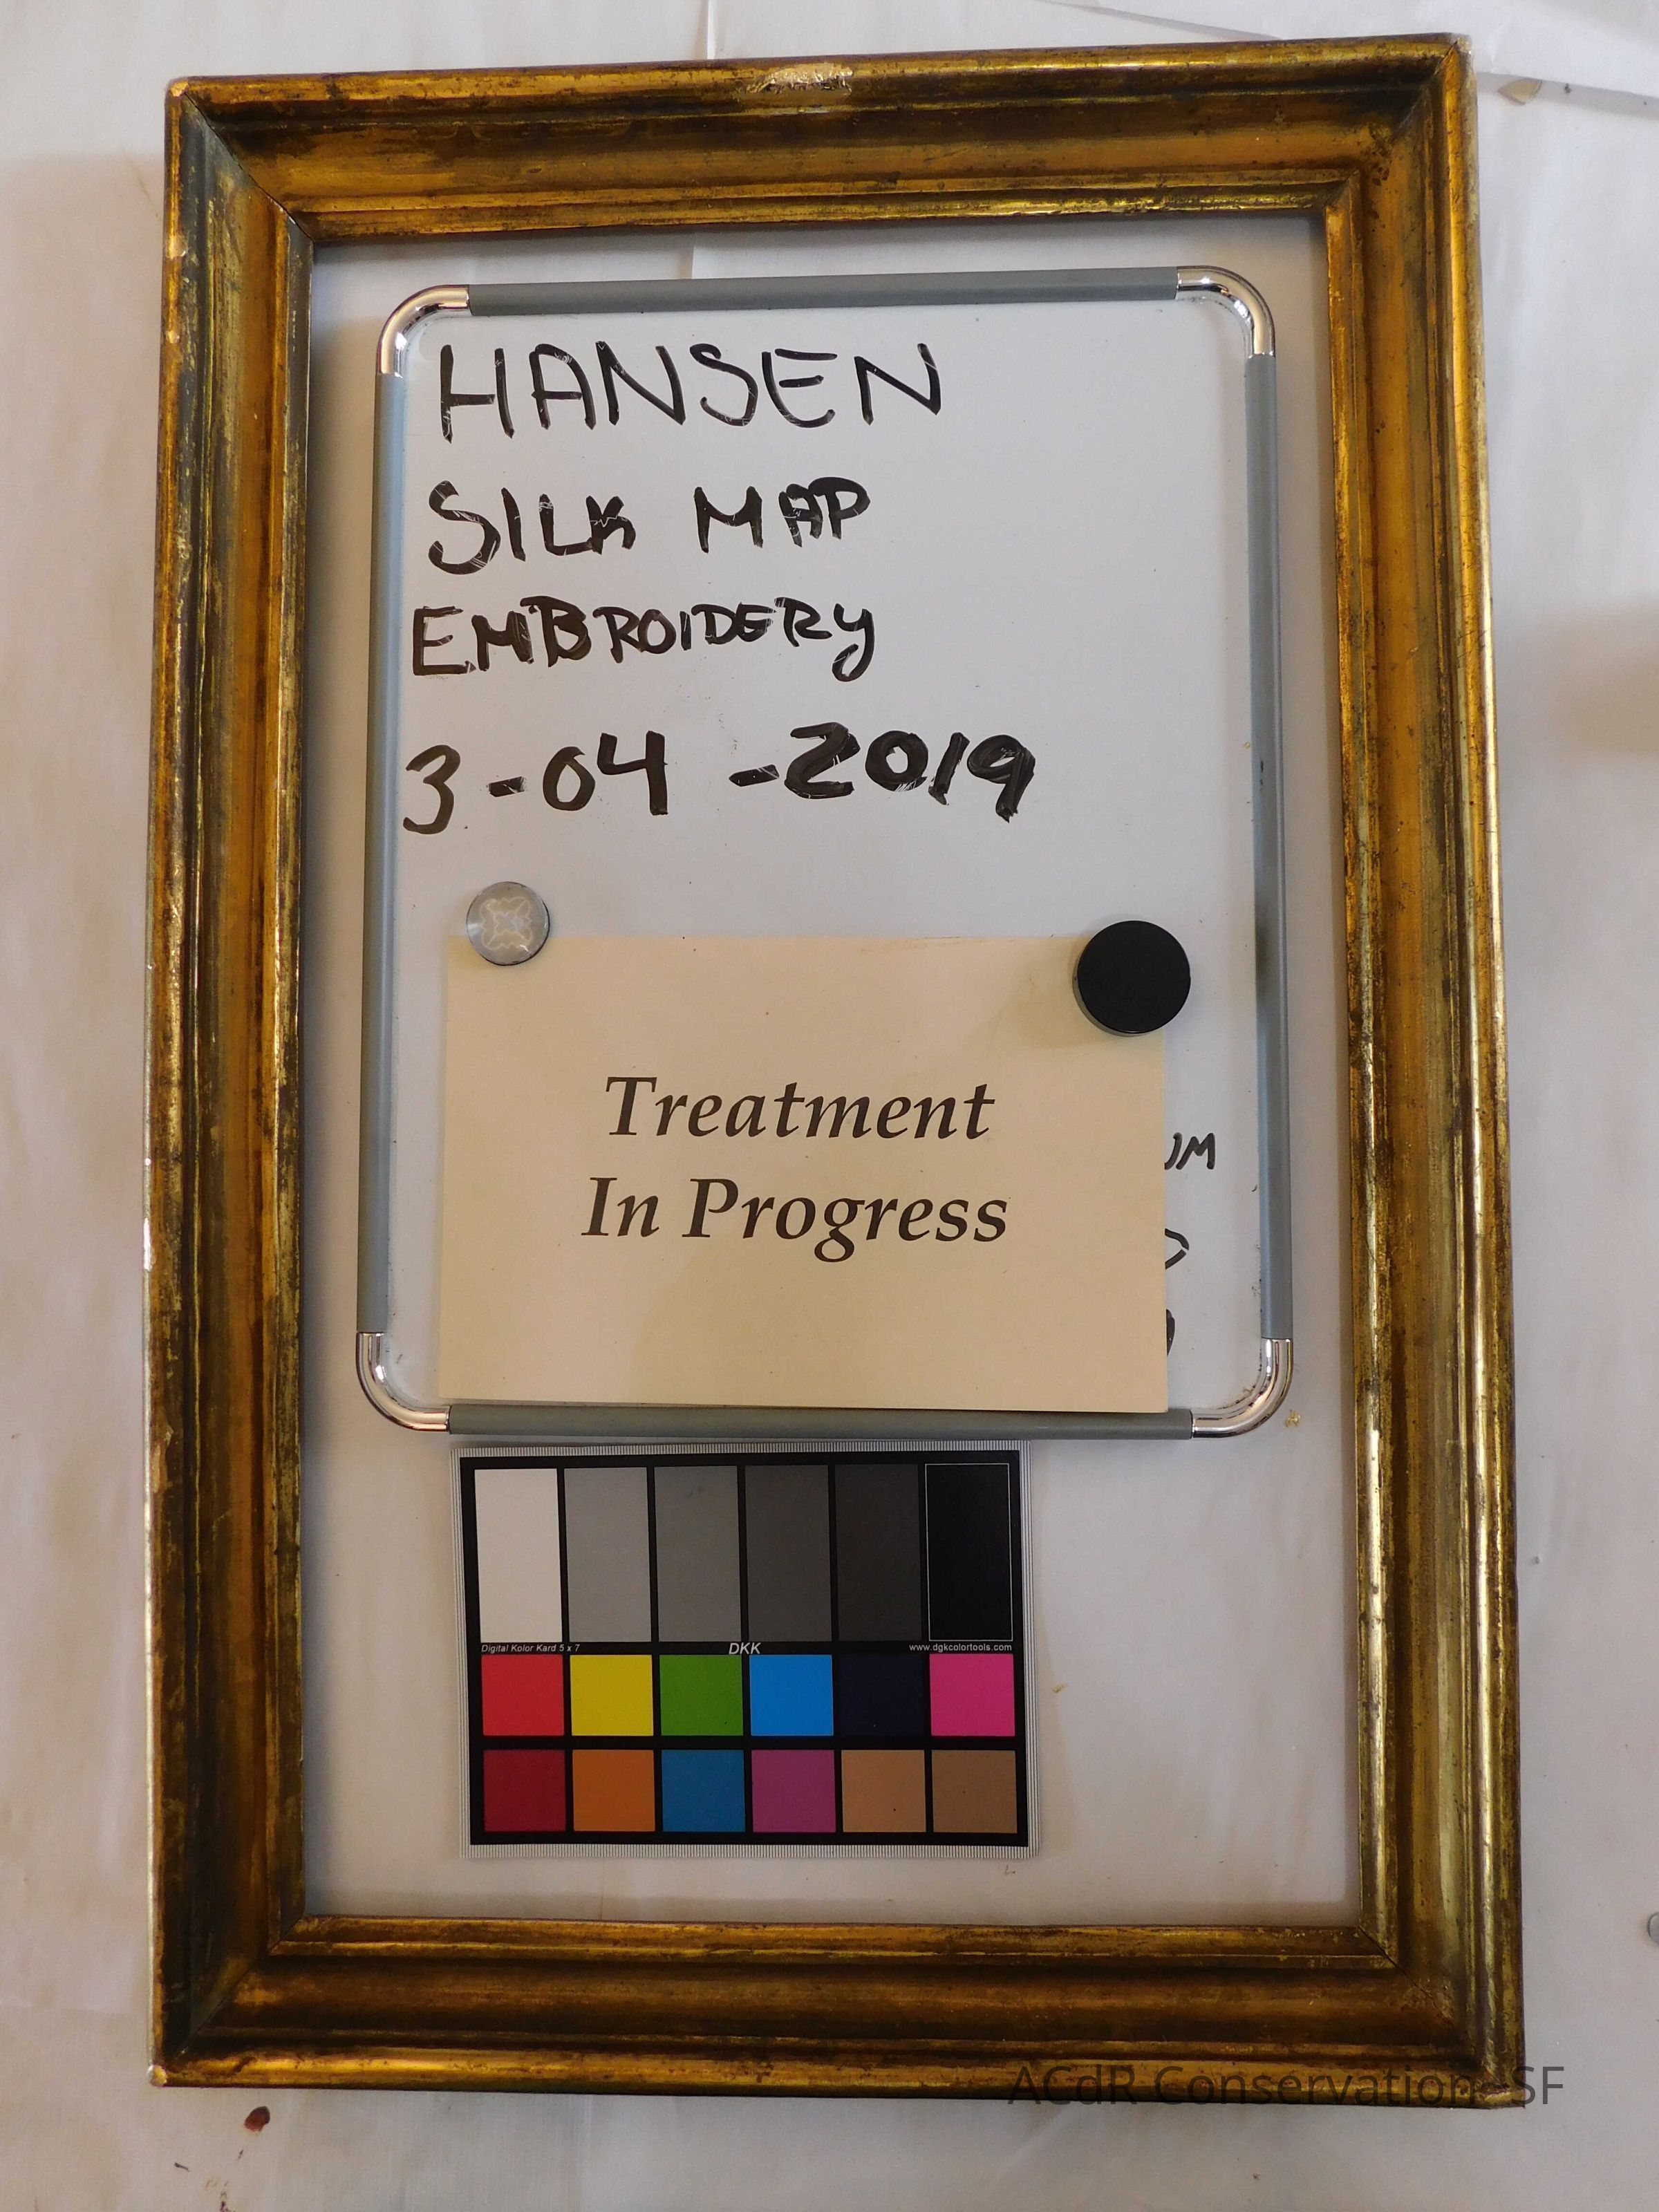 HANSEN
SILK MAP
EMBROIDERY
3-04-2019
Treatment
In Progress
UM
Digital Kolor Kard 5 x 7 DKK www.dgkcolortools.com
ACdR Conservation-SF